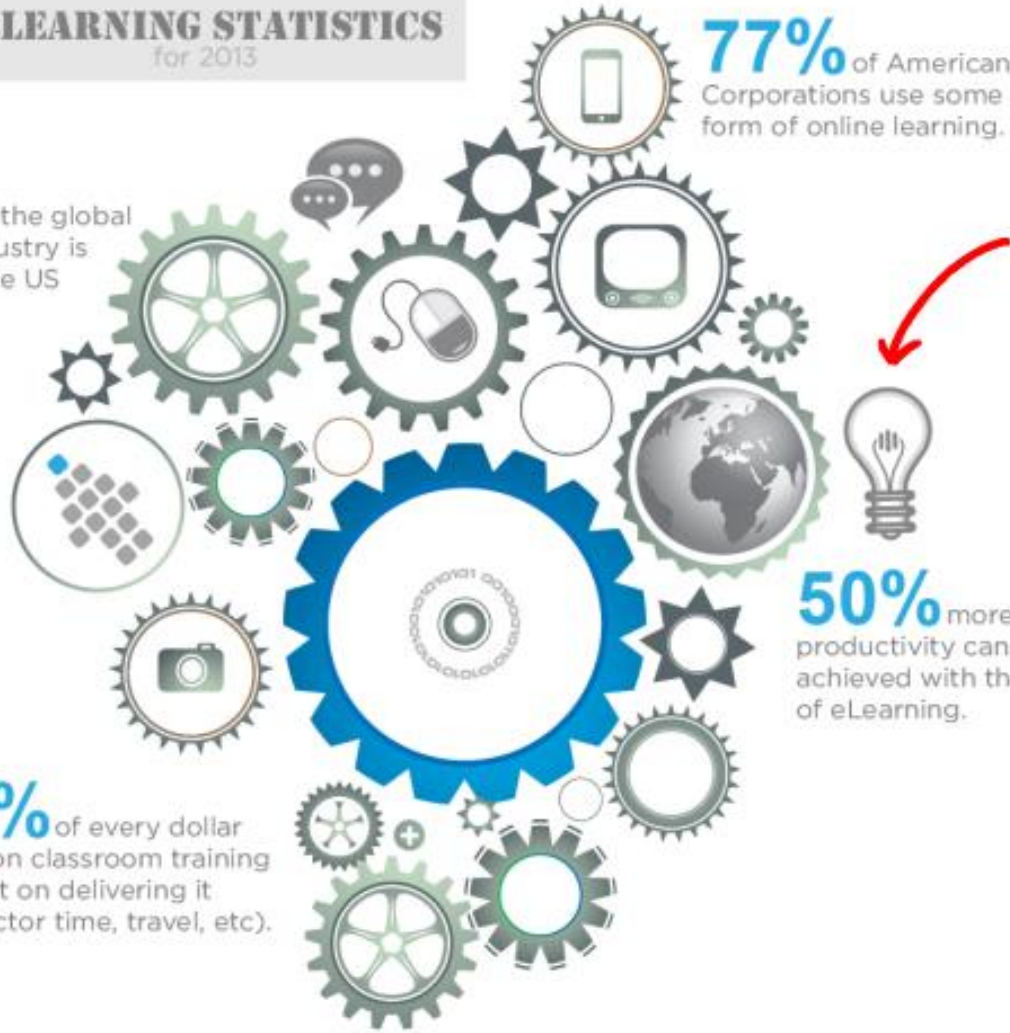 LEARNING STATISTICS
for 2013
77% of American
Corporations use some
form of online learning.
the global
ustry is
e US
50% more
productivity can
achieved with th
of eLearning.
% of every dollar
on classroom training
t on delivering it
ctor time, travel, etc).